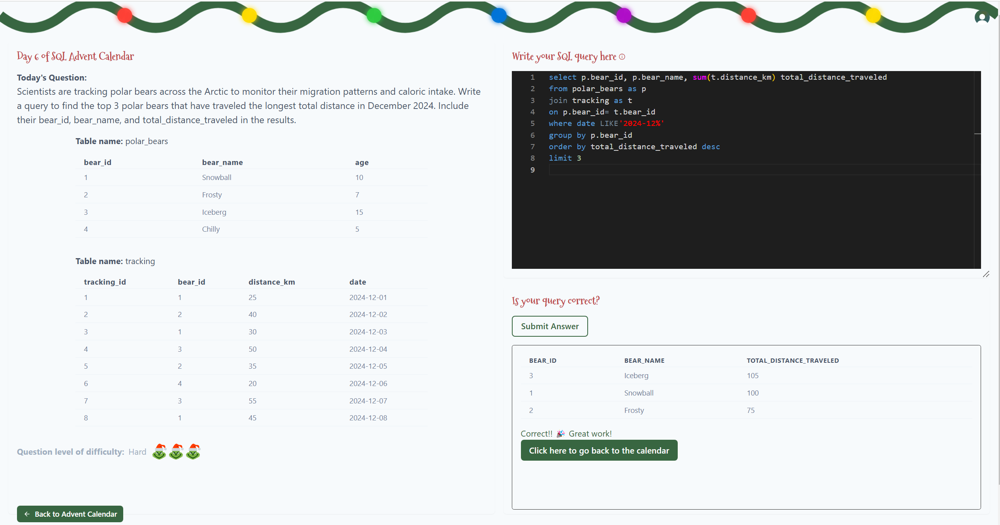 Day 6 of SQL Advent Calendar
Today's Question:
Scientists are tracking polar bears across the Arctic to monitor their migration patterns and caloric intake. Write
a query to find the top 3 polar bears that have traveled the longest total distance in December 2024. Include
their bear_id, bear_name, and total_distance_traveled in the results.
Table name: polar_bears
bear_id bear_name age
1 Snowball 10
2 Frosty 7
3 Iceberg 15
4 Chilly 5
Table name: tracking
tracking_id bear_id distance_km date
1 1 25 2024-12-01
2 2 40 2024-12-02
3 1 30 2024-12-03
4 3 50 2024-12-04
5 2 35 2024-12-05
6 4 20 2024-12-06
7 3 55 2024-12-07
8 1 45 2024-12-08
Question level of difficulty: Hard
← Back to Advent Calendar
Write your SQL query here
1 select p.bear_id, p.bear_name, sum(t.distance_km) total_distance_traveled
2 from polar_bears as p
3 join tracking as t
4 on p.bear_id= t.bear_id
5 where date LIKE'2024-12%'
6 group by p.bear_id
7 order by total_distance_traveled desc
8 limit 3
9
Is your query correct?
Submit Answer
BEAR_ID BEAR_NAME TOTAL_DISTANCE_TRAVELED
3 Iceberg 105
1 Snowball 100
2 Frosty 75
Correct!! 🎉 Great work!
Click here to go back to the calendar